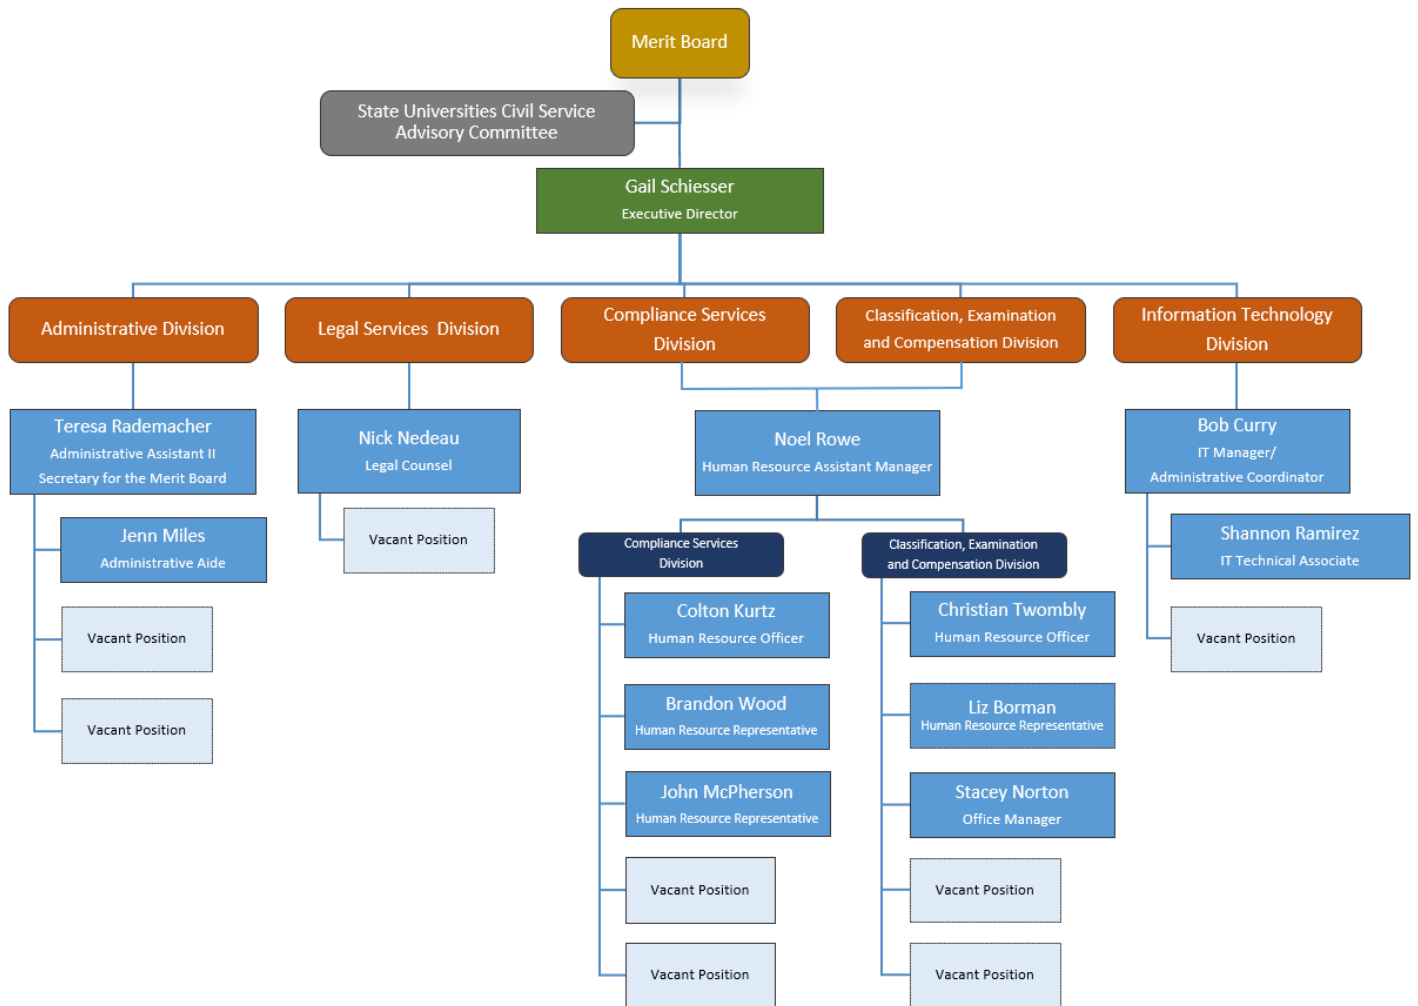 Merit Board
State Universities Civil Service
Advisory Committee
Gail Schiesser
Executive Director
Administrative Division
Legal Services Division
Compliance Services
Division
Classification, Examination
and Compensation Division
Information Technology
Division
Teresa Rademacher
Administrative Assistant II
Secretary for the Merit Board
Nick Nedeau
Legal Counsel
Noel Rowe
Human Resource Assistant Manager
Bob Curry
IT Manager/
Administrative Coordinator
Jenn Miles
Administrative Aide
Vacant Position
Vacant Position
Vacant Position
Compliance Services
Division
Colton Kurtz
Human Resource Officer
Brandon Wood
Human Resource Representative
John McPherson
Human Resource Representative
Vacant Position
Vacant Position
Classification, Examination
and Compensation Division
Christian Twombly
Human Resource Officer
Liz Borman
Human Resource Representative
Stacey Norton
Office Manager
Vacant Position
Vacant Position
Shannon Ramirez
IT Technical Associate
Vacant Position